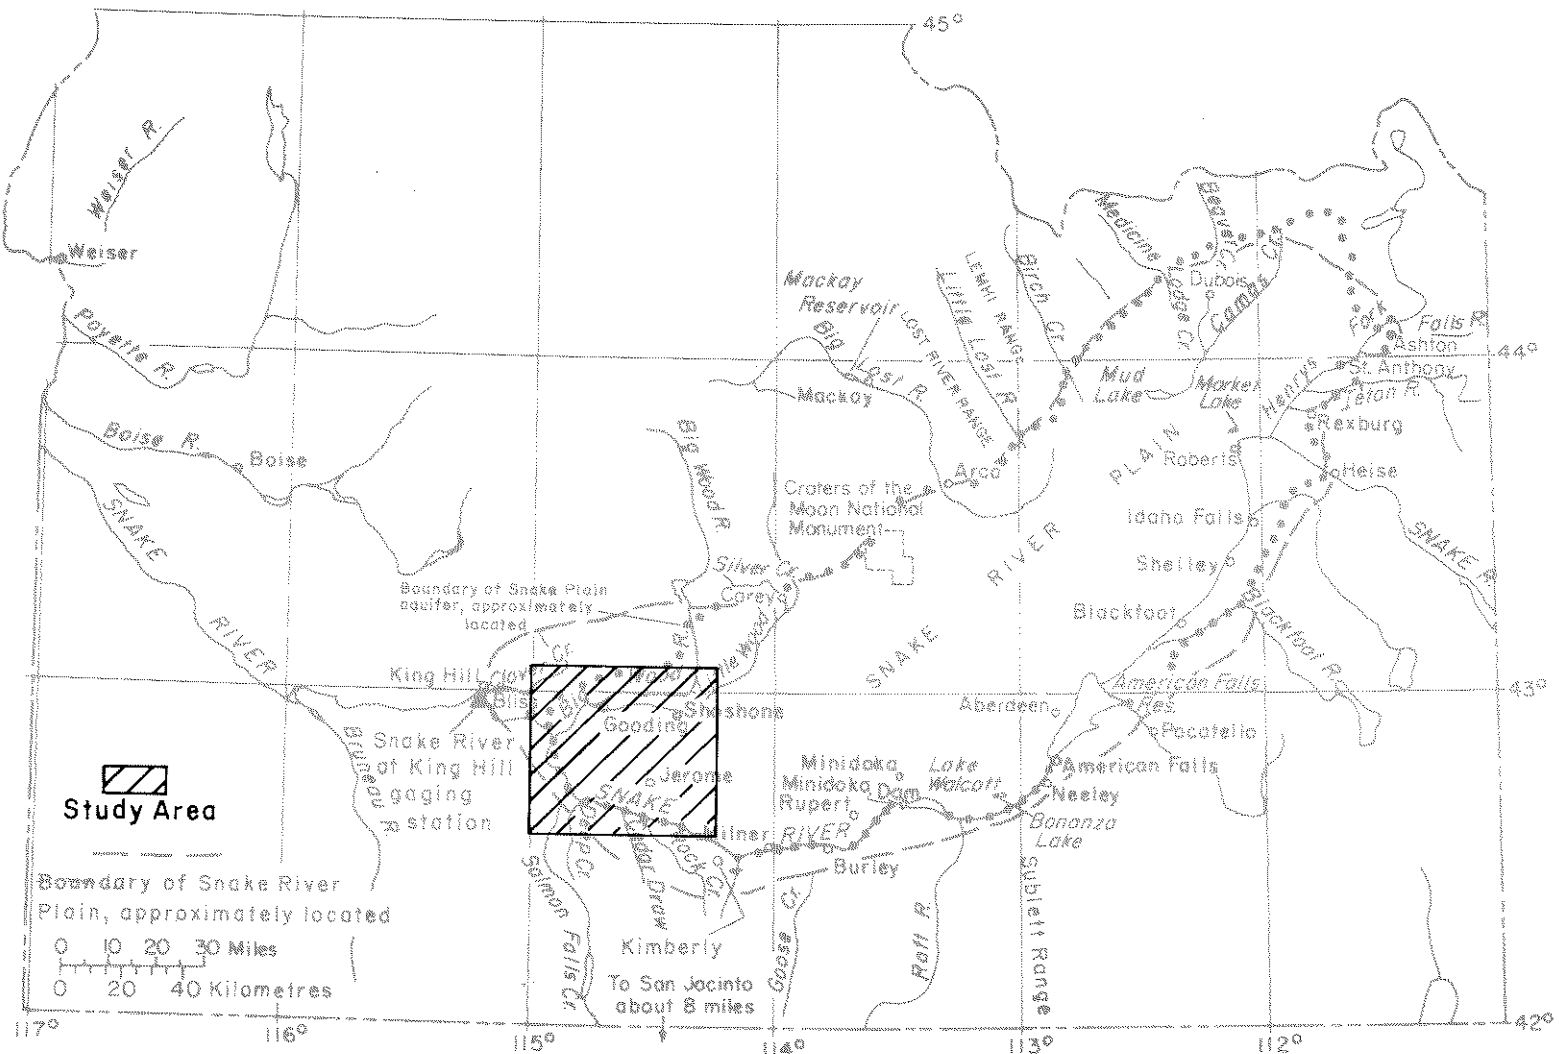 45°
Weiser R.
Weiser
Payette R.
Boise R.
Boise
SNAKE
RIVER
Medicine
Lodge Cr.
Beaver Cr.
Dubois
Camas Cr.
Birch Cr.
LEMHI RANGE
Little Lost R.
LOST RIVER RANGE
Mackay
Reservoir
Big
Lost R.
Mackay
Mud
Lake
Market
Lake
Henrys
Fork
Falls R.
Ashton
44°
St. Anthony
Teton R.
Rexburg
Roberts
Heise
Arco
Craters of the
Moon National
Monument
Big Wood R.
Silver Cr.
Carey
Boundary of Snake Plain
aquifer, approximately
located
SNAKE
RIVER
PLAIN
Idaho Falls
Shelley
Blackfoot
Blackfoot R.
SNAKE R.
King Hill
Bliss
Cr.
Big
Wood R.
Gooding
Shoshone
43°
Aberdeen
American Falls
Res.
Pocatello
American Falls
Neeley
Snake River
at King Hill
gaging
station
Bruneau
R.
Jerome
SNAKE
RIVER
Minidoka
Minidoka
Dam
Rupert
Lake
Walcott
Bonanza
Lake
Burley
Study Area
Boundary of Snake River
Plain, approximately located
0 10 20 30 Miles
0 20 40 Kilometres
Salmon Falls Cr.
Cedar Draw
Rock Cr.
Kimberly
To San Jacinto
about 8 miles
Goose Cr.
Raft R.
Sublett Range
117°
116°
115°
114°
113°
112°
42°